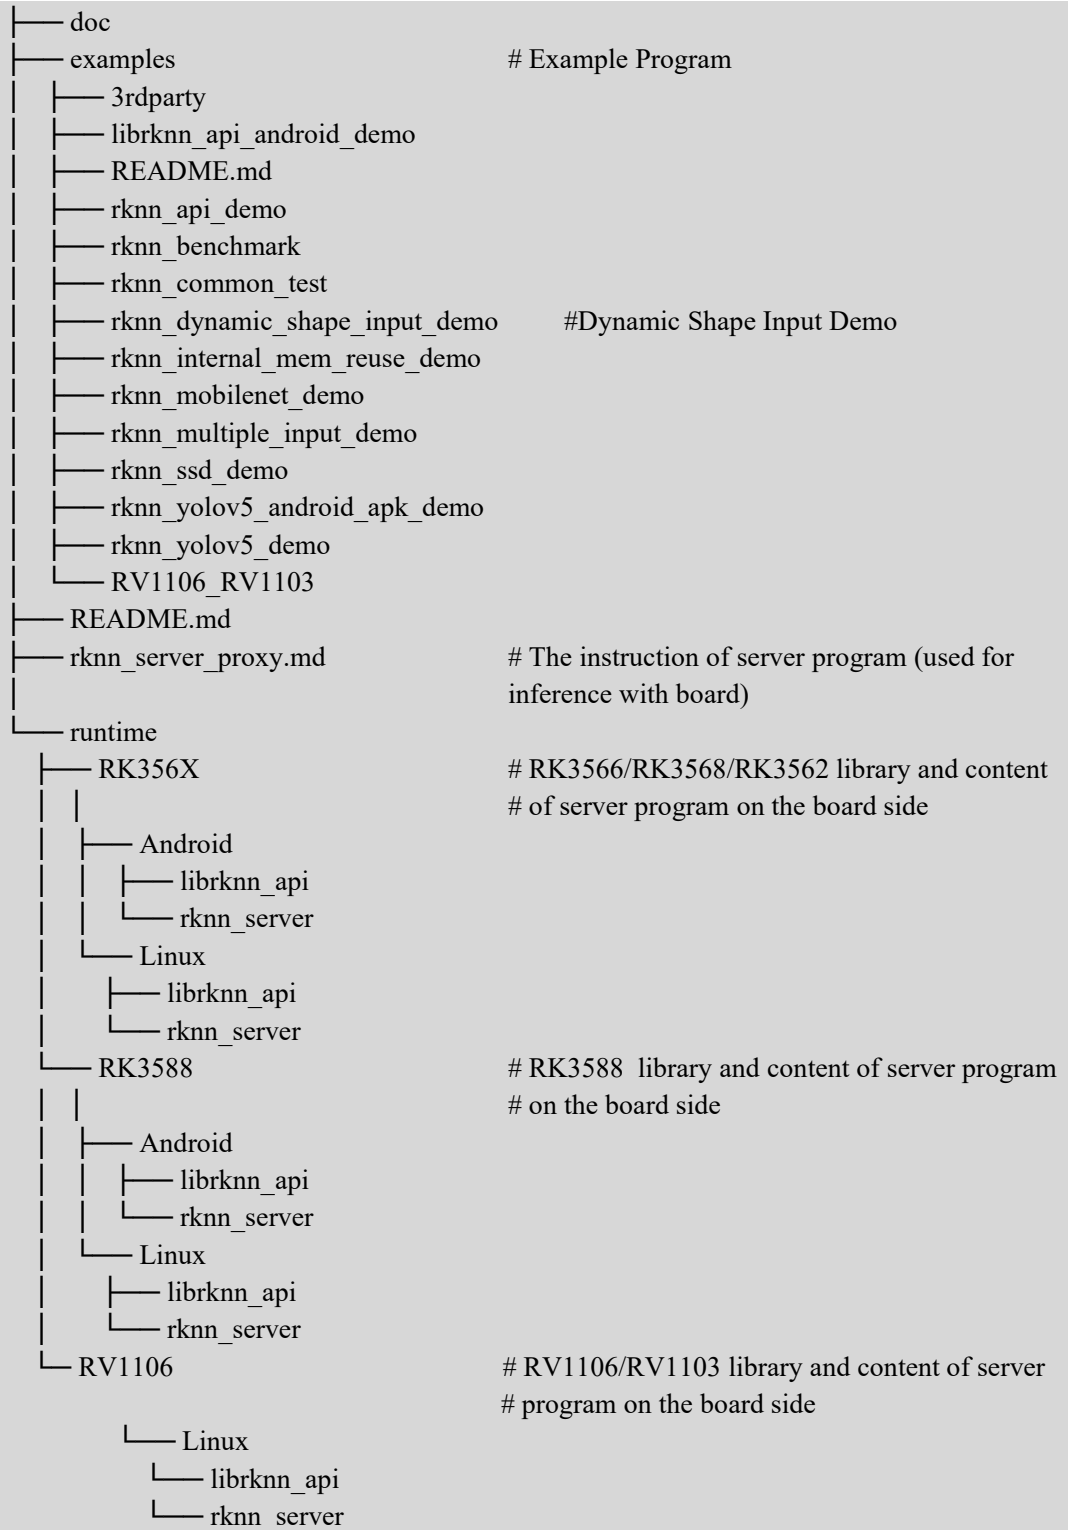 doc
examples # Example Program
3rdparty
librknn_api_android_demo
README.md
rknn_api_demo
rknn_benchmark
rknn_common_test
rknn_dynamic_shape_input_demo #Dynamic Shape Input Demo
rknn_internal_mem_reuse_demo
rknn_mobilenet_demo
rknn_multiple_input_demo
rknn_ssd_demo
rknn_yolov5_android_apk_demo
rknn_yolov5_demo
RV1106_RV1103
README.md
rknn_server_proxy.md # The instruction of server program (used for
inference with board)
runtime
RK356X # RK3566/RK3568/RK3562 library and content
# of server program on the board side
Android
librknn_api
rknn_server
Linux
librknn_api
rknn_server
RK3588 # RK3588 library and content of server program
# on the board side
Android
librknn_api
rknn_server
Linux
librknn_api
rknn_server
RV1106 # RV1106/RV1103 library and content of server
# program on the board side
Linux
librknn_api
rknn_server